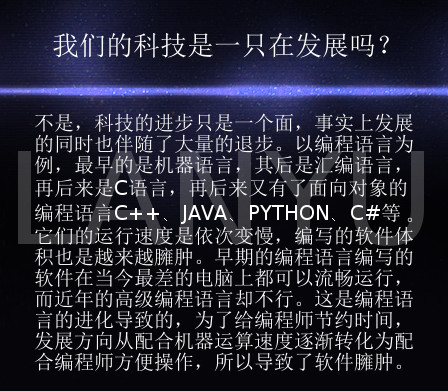 我们的科技是一只在发展吗？
不是，科技的进步只是一个面，事实上发展
的同时也伴随了大量的退步。以编程语言为
例，最早的是机器语言，其后是汇编语言，
再后来是C语言，再后来又有了面向对象的
编程语言C++、JAVA、PYTHON、C#等。
它们的运行速度是依次变慢，编写的软件体
积也是越来越臃肿。早期的编程语言编写的
软件在当今最差的电脑上都可以流畅运行，
而近年的高级编程语言却不行。这是编程语
言的进化导致的，为了给编程师节约时间，
发展方向从配合机器运算速度逐渐转化为配
合编程师方便操作，所以导致了软件臃肿。